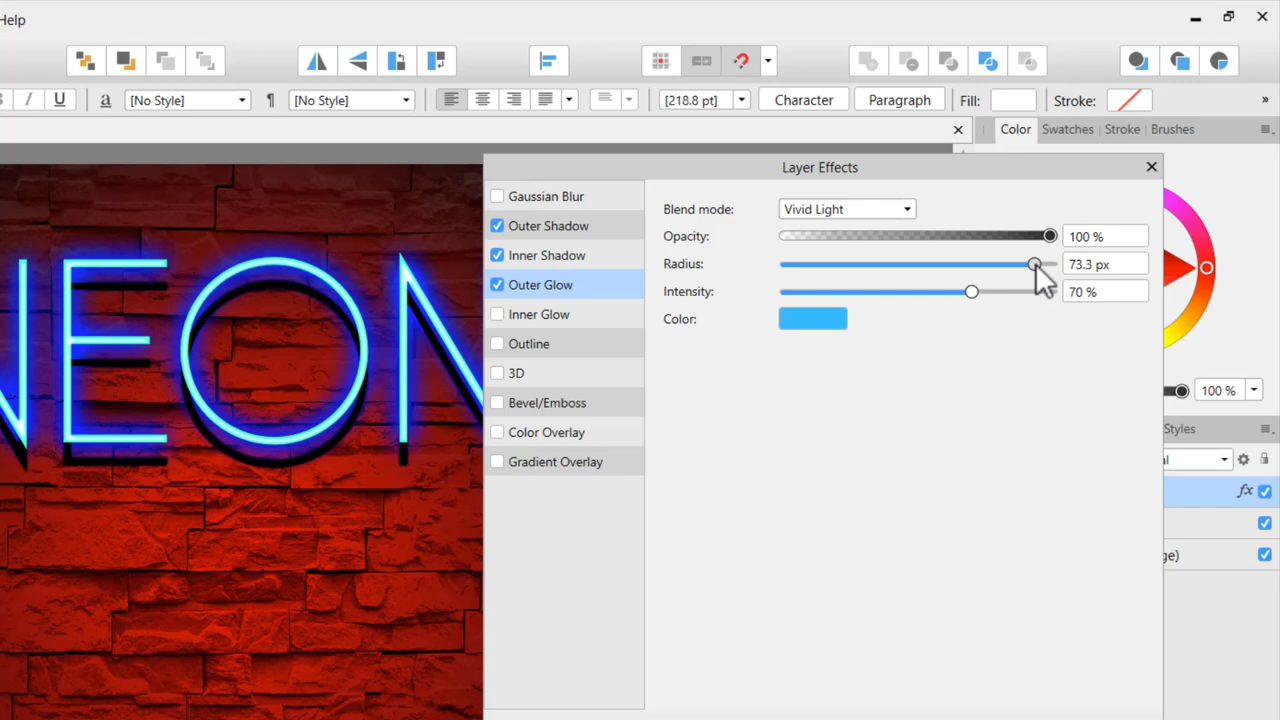 Help
[No Style]
[No Style]
[218.8 pt]
Character
Paragraph
Fill:
Stroke:
»
Color
Swatches
Stroke
Brushes
Layer Effects
Gaussian Blur
Outer Shadow
Inner Shadow
Outer Glow
Inner Glow
Outline
3D
Bevel/Emboss
Color Overlay
Gradient Overlay
Blend mode:
Vivid Light
Opacity:
100 %
Radius:
73.3 px
Intensity:
70 %
Color:
100 %
Styles
fx
NEON